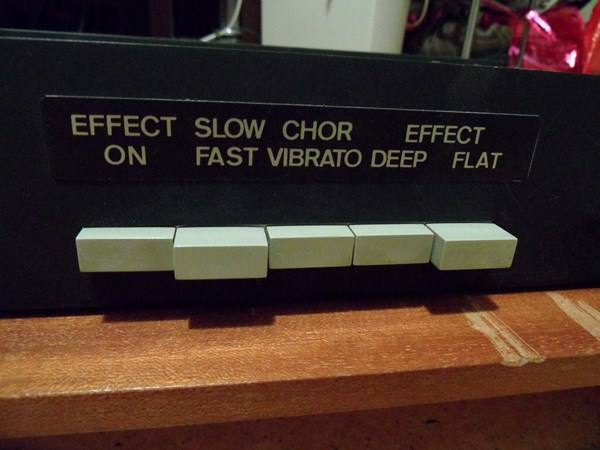 EFFECT SLOW CHOR EFFECT
ON FAST VIBRATO DEEP FLAT